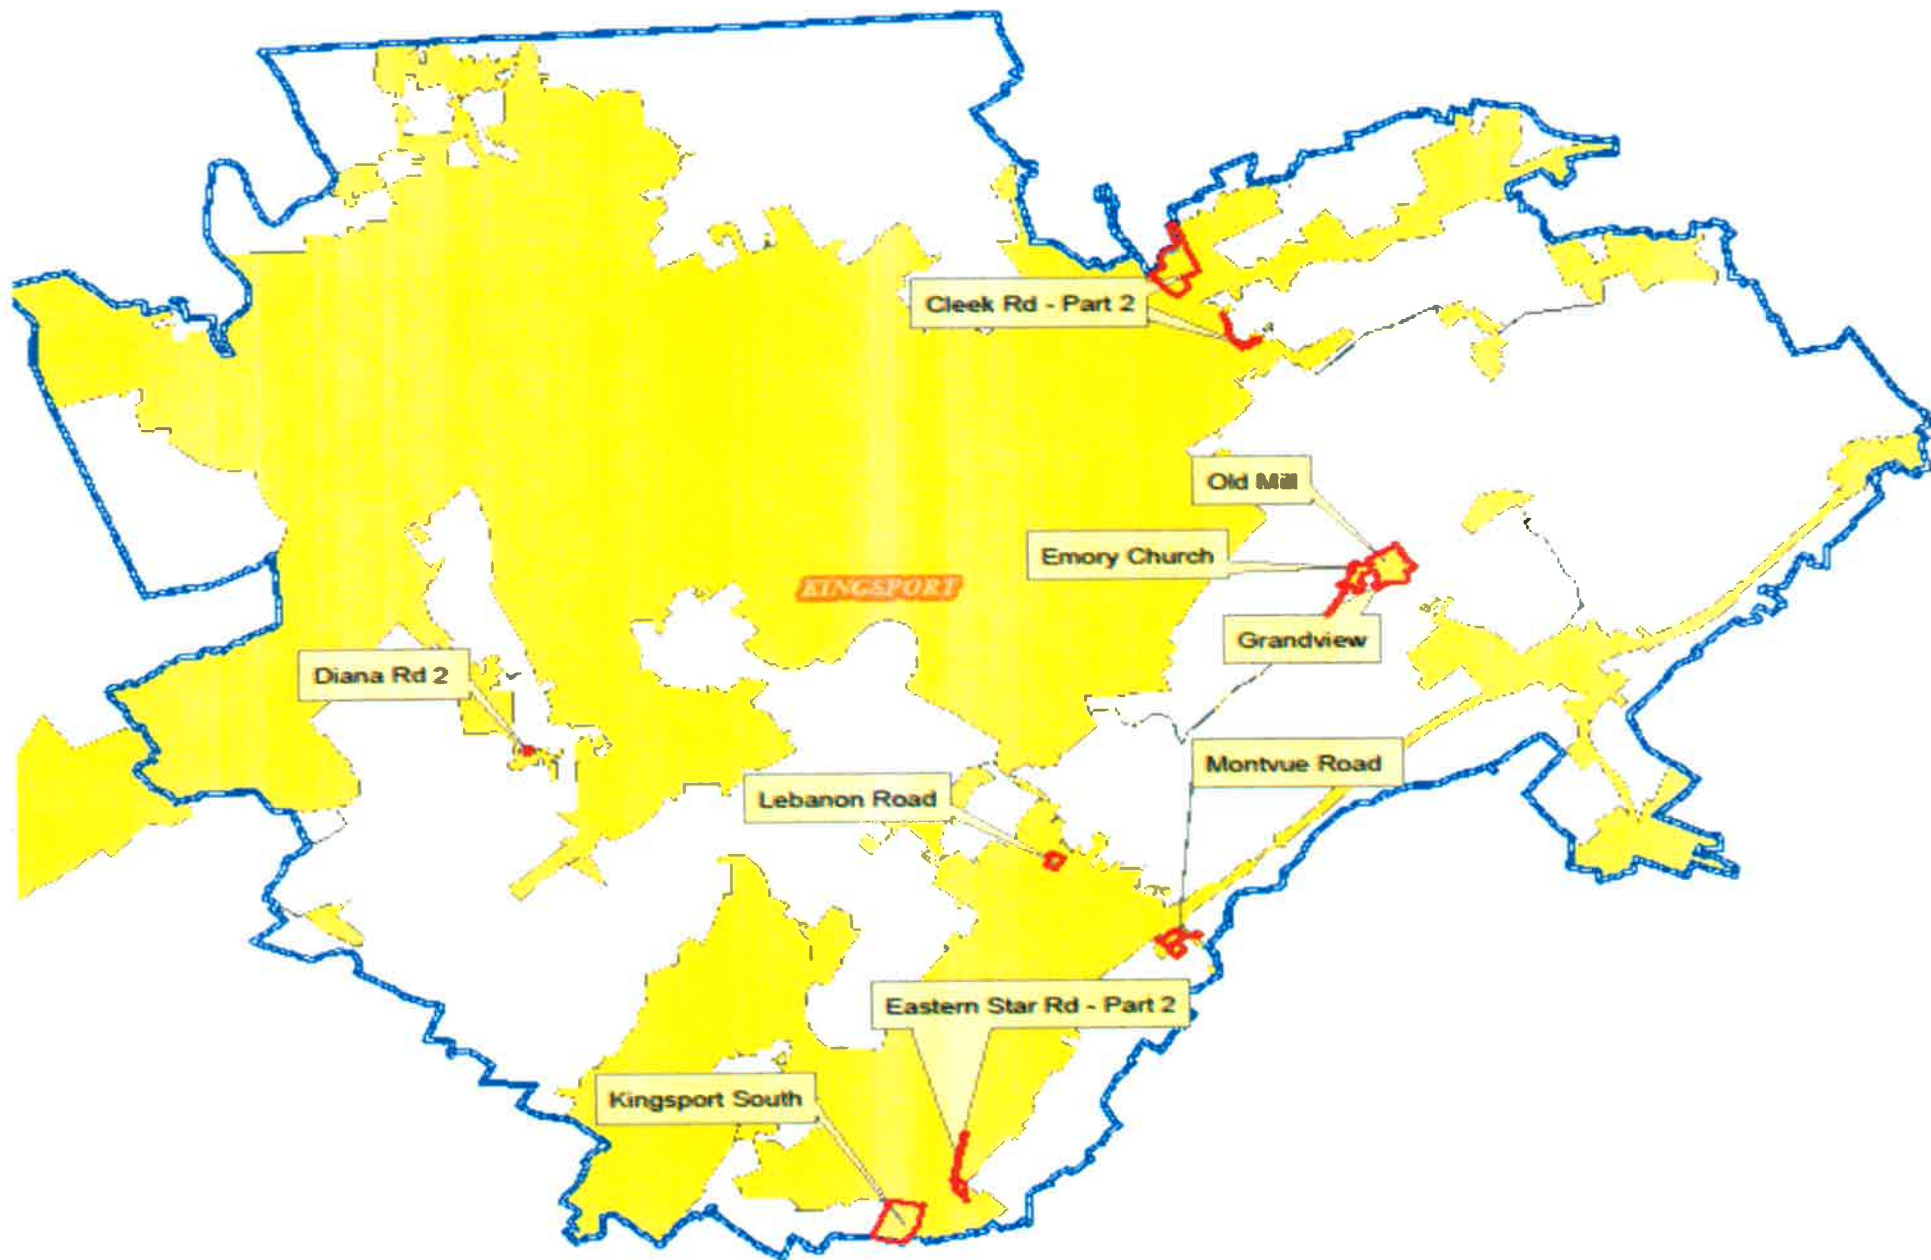 Cleek Rd - Part 2
Old Mill
Emory Church
KINGSPORT
Grandview
Diana Rd 2
Montvue Road
Lebanon Road
Eastern Star Rd - Part 2
Kingsport South